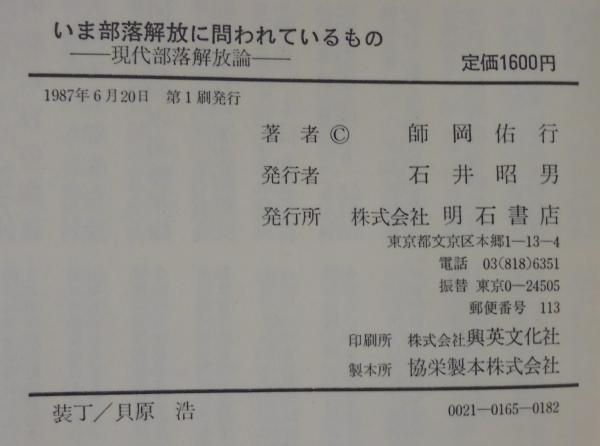 いま部落解放に問われているもの
——現代部落解放論——
定価1600円
1987年6月20日 第1刷発行
著者© 師岡佑行
発行者 石井昭男
発行所 株式会社 明石書店
東京都文京区本郷1—13—4
電話 03(818)6351
振替 東京0—24505
郵便番号 113
印刷所 株式会社興英文化社
製本所 協栄製本株式会社
装丁／貝原 浩
0021—0165—0182